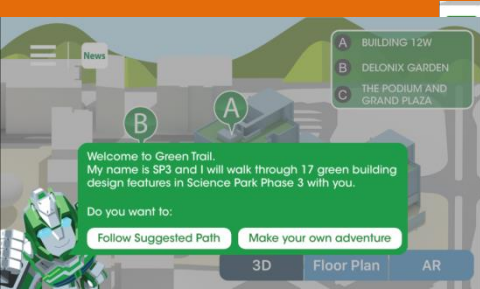 News
A BUILDING 12W
B DELONIX GARDEN
C THE PODIUM AND
GRAND PLAZA
A
B
Welcome to Green Trail.
My name is SP3 and I will walk through 17 green building
design features in Science Park Phase 3 with you.
Do you want to:
Follow Suggested Path Make your own adventure
3D Floor Plan AR